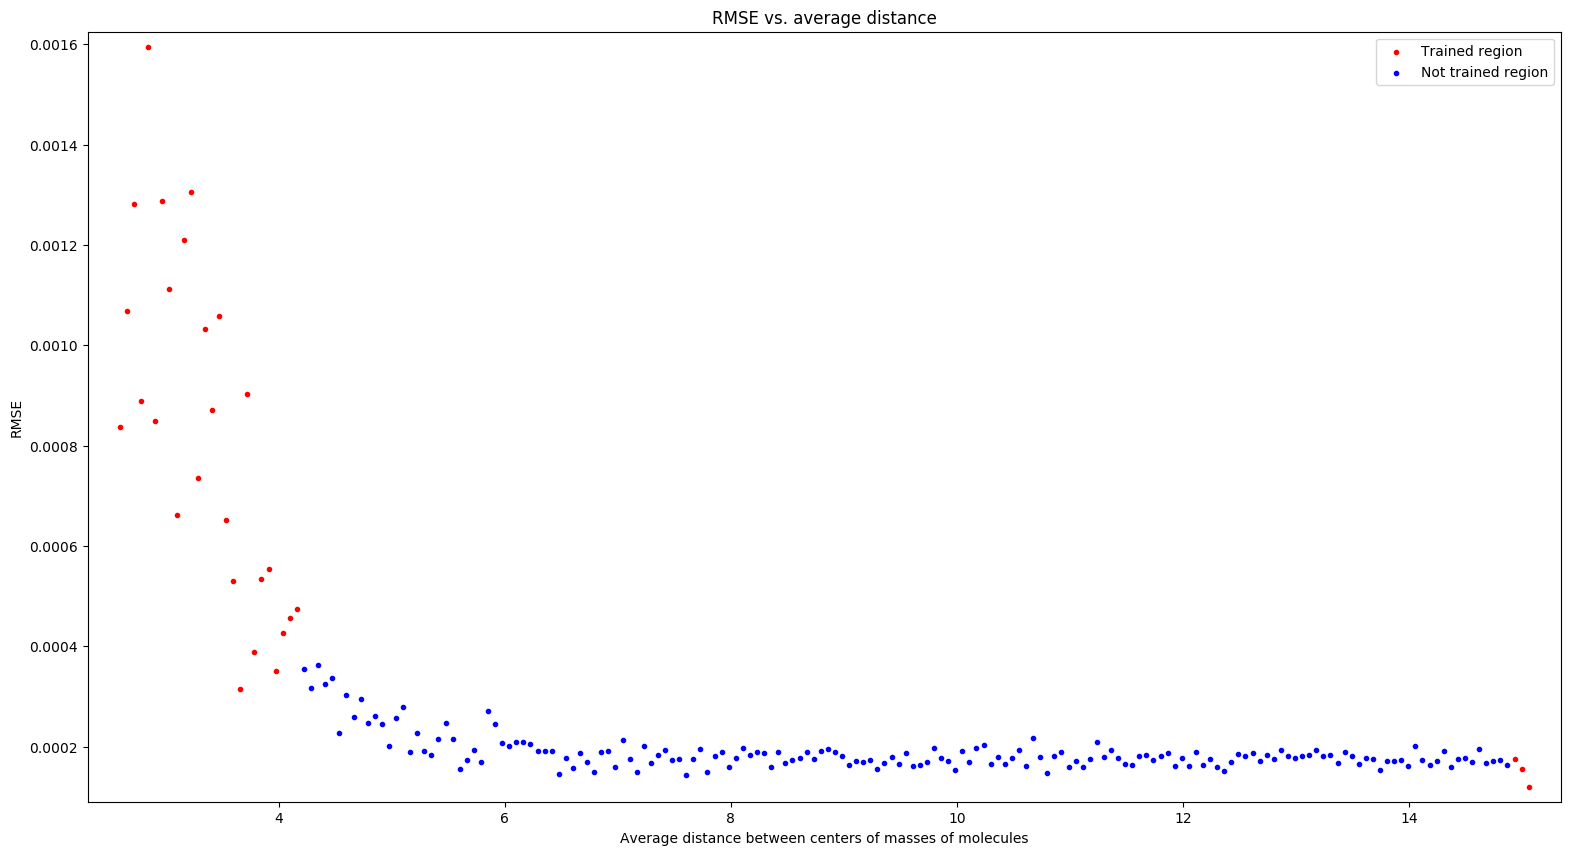 RMSE vs. average distance
Trained region
Not trained region
0.0016
0.0014
0.0012
0.0010
0.0008
0.0006
0.0004
0.0002
RMSE
4 6 8 10 12 14
Average distance between centers of masses of molecules